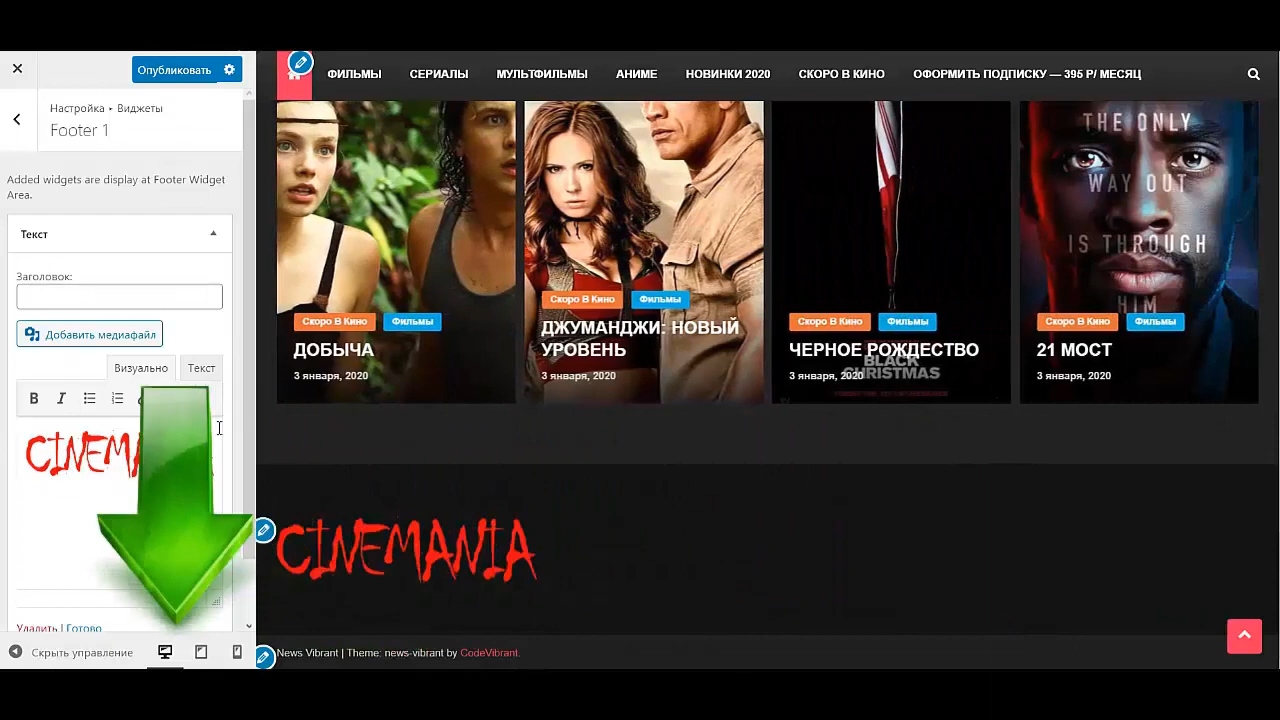 Опубликовать
Настройка ▸ Виджеты
Footer 1
Added widgets are display at Footer Widget
Area.
Текст
Заголовок:
Добавить медиафайл
Визуально
Текст
B I
CINEM
Удалить | Готово
Скрыть управление
ФИЛЬМЫ
СЕРИАЛЫ
МУЛЬТФИЛЬМЫ
АНИМЕ
НОВИНКИ 2020
СКОРО В КИНО
ОФОРМИТЬ ПОДПИСКУ — 395 Р/ МЕСЯЦ
Скоро В Кино
Фильмы
ДОБЫЧА
3 января, 2020
Скоро В Кино
Фильмы
ДЖУМАНДЖИ: НОВЫЙ
УРОВЕНЬ
3 января, 2020
Скоро В Кино
Фильмы
ЧЕРНОЕ РОЖДЕСТВО
BLACK
3 января, 2020
CHRISTMAS
THE ONLY
WAY OUT
IS THROUGH
HIM
Скоро В Кино
Фильмы
21 МОСТ
3 января, 2020
CINEMANIA
News Vibrant | Theme: news-vibrant by CodeVibrant.